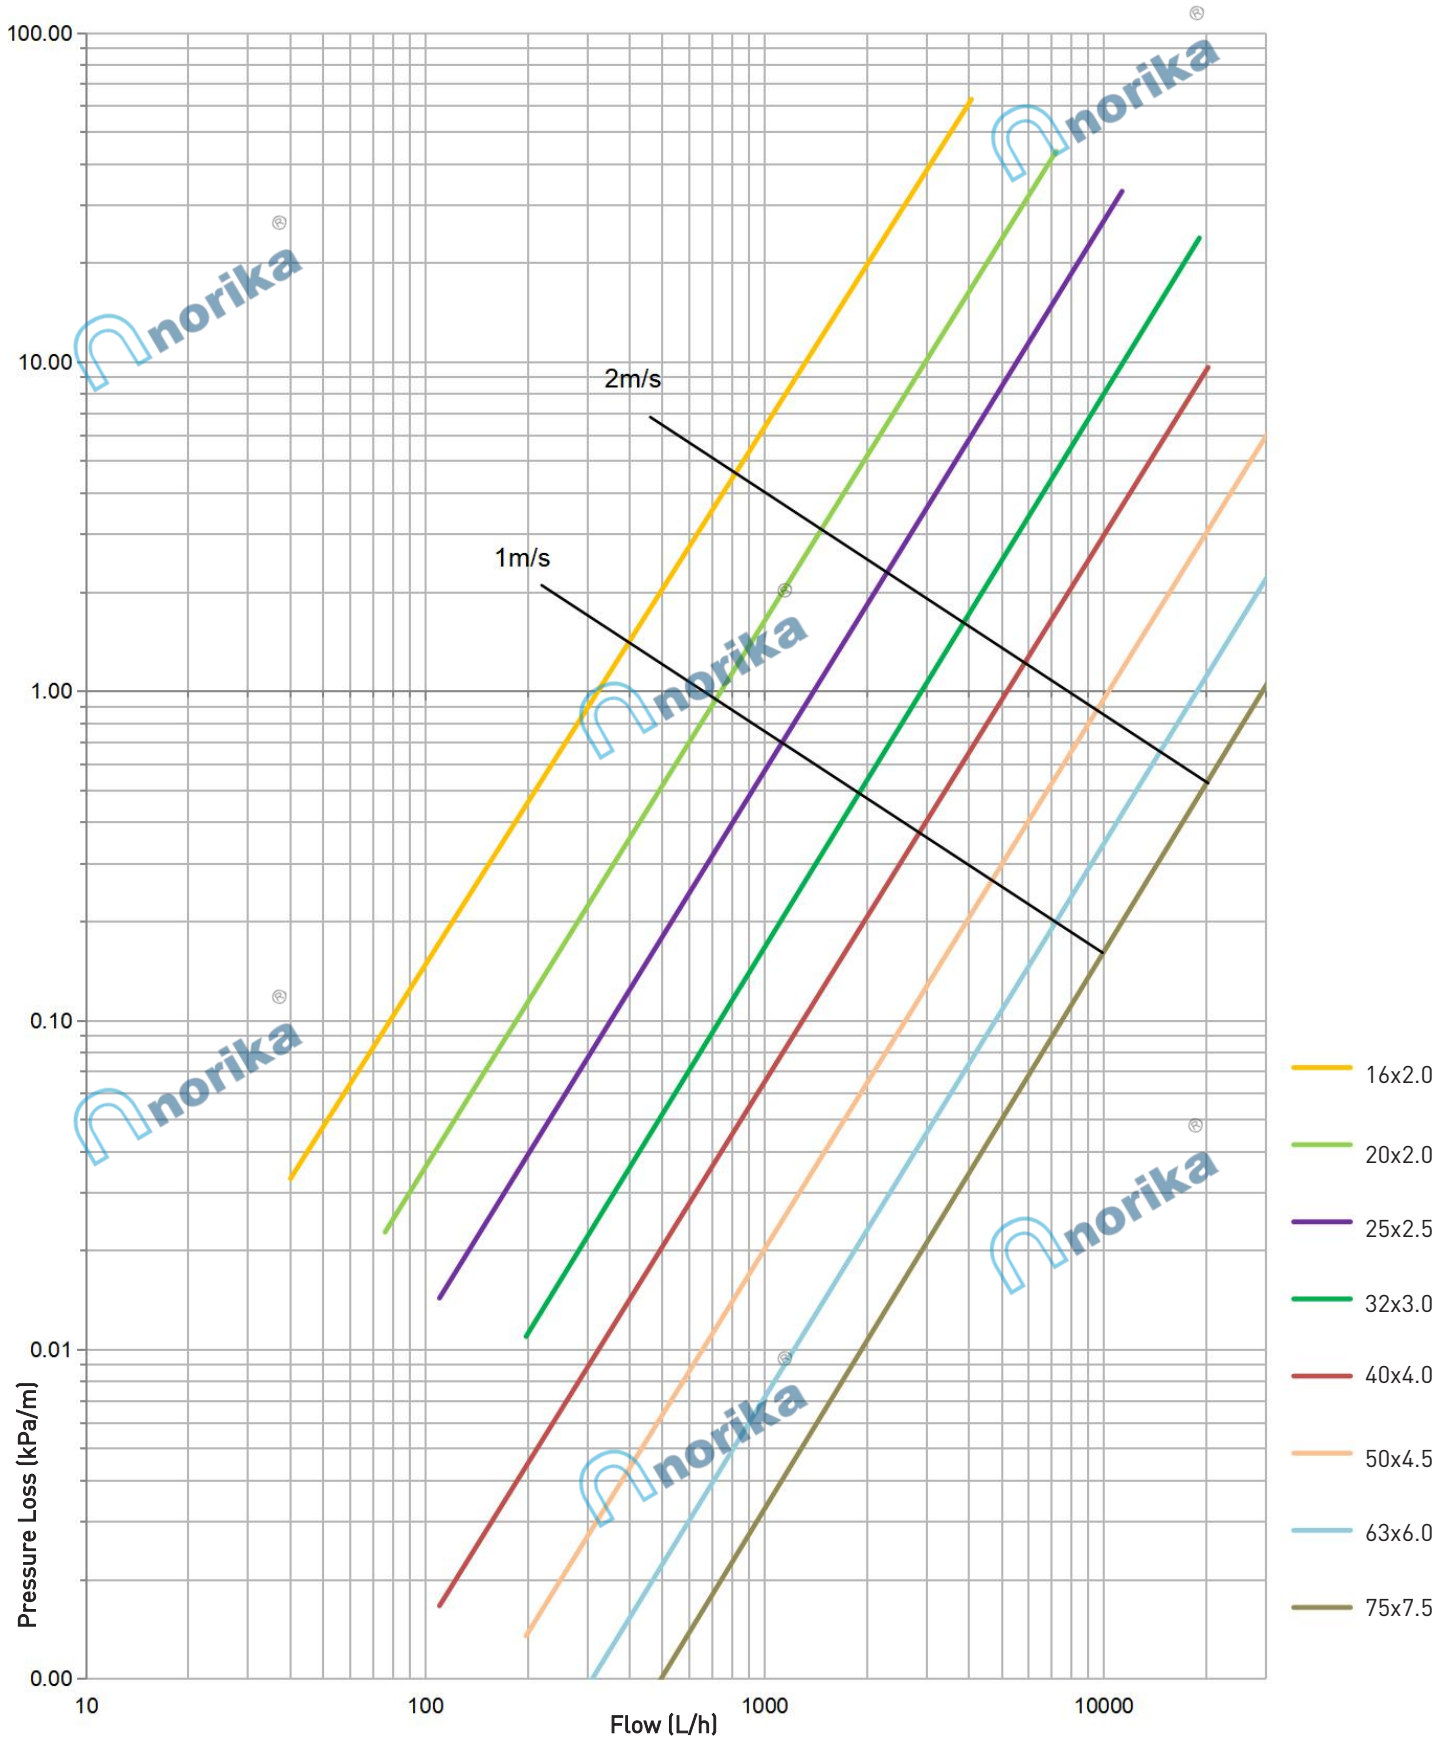 ®
100.00
norika
®
norika
10.00
2m/s
1m/s
®
norika
1.00
®
norika
0.10
16x2.0
®
20x2.0
norika
25x2.5
32x3.0
0.01
®
40x4.0
norika
50x4.5
63x6.0
75x7.5
Pressure Loss (kPa/m)
0.00
10
100
1000
10000
Flow (L/h)